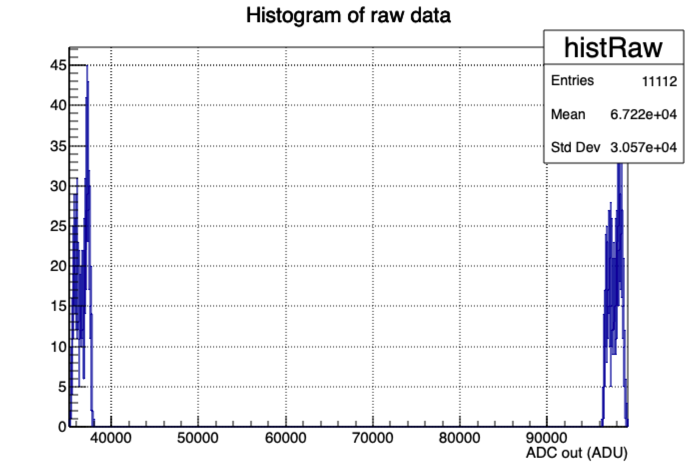 Histogram of raw data
histRaw
Entries 11112
Mean 6.722e+04
Std Dev 3.057e+04
45
40
35
30
25
20
15
10
5
0
40000 50000 60000 70000 80000 90000
ADC out (ADU)